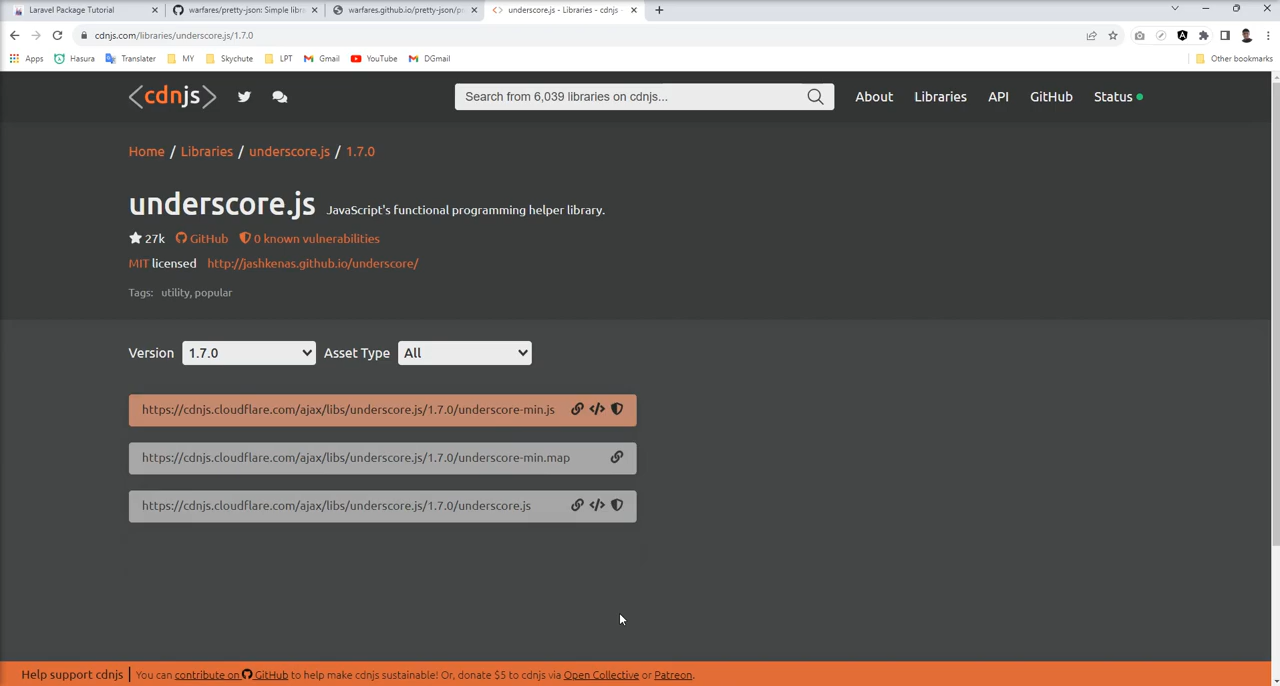 Laravel Package Tutorial
warfares/pretty-json: Simple libra
warfares.github.io/pretty-json/pr
underscore.js - Libraries - cdnjs -
cdnjs.com/libraries/underscore.js/1.7.0
Apps Hasura Translater MY Skychute LPT Gmail YouTube DGmail Other bookmarks
<cdnjs> Search from 6,039 libraries on cdnjs... About Libraries API GitHub Status
Home / Libraries / underscore.js / 1.7.0
underscore.js JavaScript's functional programming helper library.
27k GitHub 0 known vulnerabilities
MIT licensed http://jashkenas.github.io/underscore/
Tags: utility, popular
Version 1.7.0 Asset Type All
https://cdnjs.cloudflare.com/ajax/libs/underscore.js/1.7.0/underscore-min.js
https://cdnjs.cloudflare.com/ajax/libs/underscore.js/1.7.0/underscore-min.map
https://cdnjs.cloudflare.com/ajax/libs/underscore.js/1.7.0/underscore.js
Help support cdnjs | You can contribute on GitHub to help make cdnjs sustainable! Or, donate $5 to cdnjs via Open Collective or Patreon.